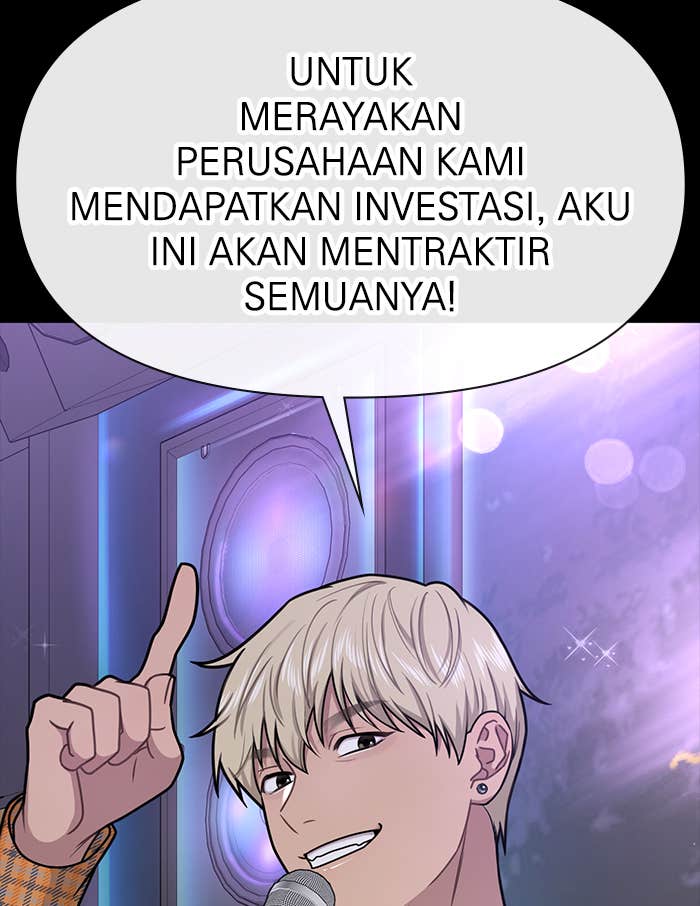 UNTUK
MERAYAKAN
PERUSAHAAN KAMI
MENDAPATKAN INVESTASI, AKU
INI AKAN MENTRAKTIR
SEMUANYA!